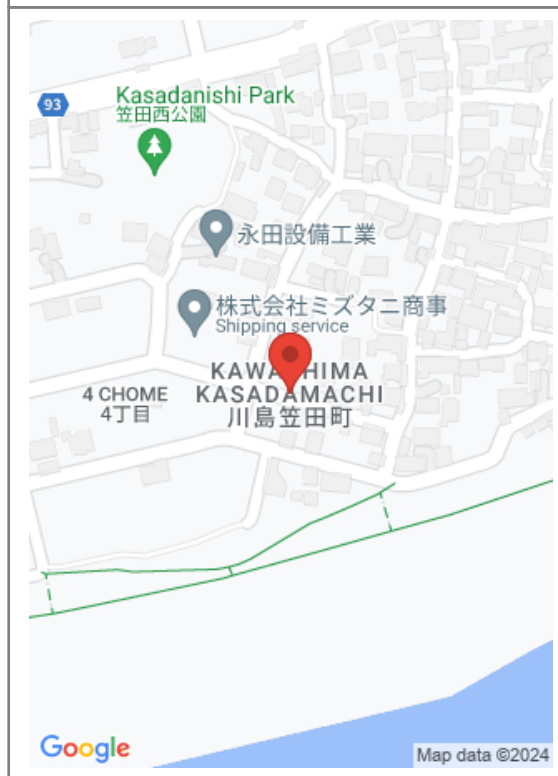 93
Kasadanishi Park
笠田西公園
永田設備工業
株式会社ミズタニ商事
Shipping service
KAWASHIMA
KASADAMACHI
川島笠田町
4 CHOME
4丁目
Google
Map data ©2024